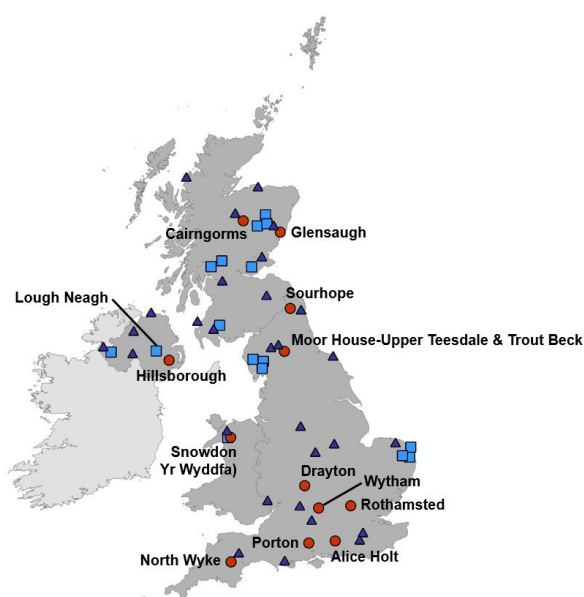 Cairngorms
Glensaugh
Lough Neagh
Sourhope
Moor House-Upper Teesdale & Trout Beck
Hillsborough
Snowdon
Yr Wyddfa)
Drayton
Wytham
Rothamsted
Porton
Alice Holt
North Wyke